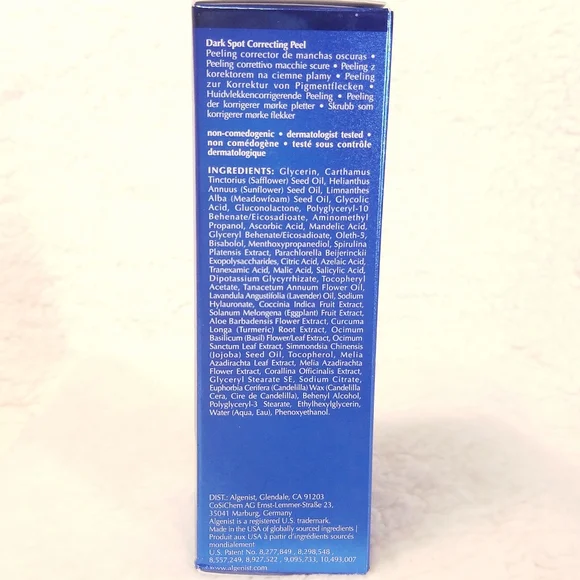 Dark Spot Correcting Peel
Peeling corrector de manchas oscuras •
Peeling correttivo macchie scure • Peeling z
korektorem na ciemne plamy • Peeling
zur Korrektur von Pigmentflecken •
Huidvlekkencorrigerende Peeling • Peeling
der korrigerer mørke pletter • Skrubb som
korrigerer mørke flekker
non-comedogenic • dermatologist tested •
non comédogène • testé sous contrôle
dermatologique
INGREDIENTS: Glycerin, Carthamus
Tinctorius (Safflower) Seed Oil, Helianthus
Annuus (Sunflower) Seed Oil, Limnanthes
Alba (Meadowfoam) Seed Oil, Glycolic
Acid, Gluconolactone, Polyglyceryl-10
Behenate/Eicosadioate, Aminomethyl
Propanol, Ascorbic Acid, Mandelic Acid,
Glyceryl Behenate/Eicosadioate, Oleth-5,
Bisabolol, Menthoxypropanediol, Spirulina
Platensis Extract, Parachlorella Beijerinckii
Exopolysaccharides, Citric Acid, Azelaic Acid,
Tranexamic Acid, Malic Acid, Salicylic Acid,
Dipotassium Glycyrrhizate, Tocopheryl
Acetate, Tanacetum Annuum Flower Oil,
Lavandula Angustifolia (Lavender) Oil, Sodium
Hylauronate, Coccinia Indica Fruit Extract,
Solanum Melongena (Eggplant) Fruit Extract,
Aloe Barbadensis Flower Extract, Curcuma
Longa (Turmeric) Root Extract, Ocimum
Basilicum (Basil) Flower/Leaf Extract, Ocimum
Sanctum Leaf Extract, Simmondsia Chinensis
(Jojoba) Seed Oil, Tocopherol, Melia
Azadirachta Leaf Extract, Melia Azadirachta
Flower Extract, Corallina Officinalis Extract,
Glyceryl Stearate SE, Sodium Citrate,
Euphorbia Cerifera (Candelilla) Wax (Candelilla
Cera, Cire de Candelilla), Behenyl Alcohol,
Polyglyceryl-3 Stearate, Ethylhexylglycerin,
Water (Aqua, Eau), Phenoxyethanol.
DIST.: Algenist, Glendale, CA 91203
CoSiChem AG Ernst-Lemmer-Strasse 23,
35041 Marburg, Germany
Algenist is a registered U.S. trademark.
Made in the USA of globally sourced ingredients |
Produit aux USA à partir d'ingrédients sourcés
mondialement
U.S. Patent No. 8,277,849 , 8,298,548 ,
8,557,249, 8,927,522 , 9,095,733, 10,493,007
www.algenist.com